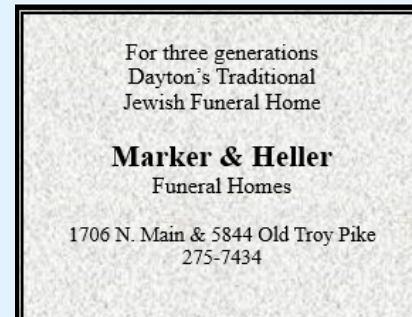 For three generations
Dayton's Traditional
Jewish Funeral Home
Marker & Heller
Funeral Homes
1706 N. Main & 5844 Old Troy Pike
275-7434